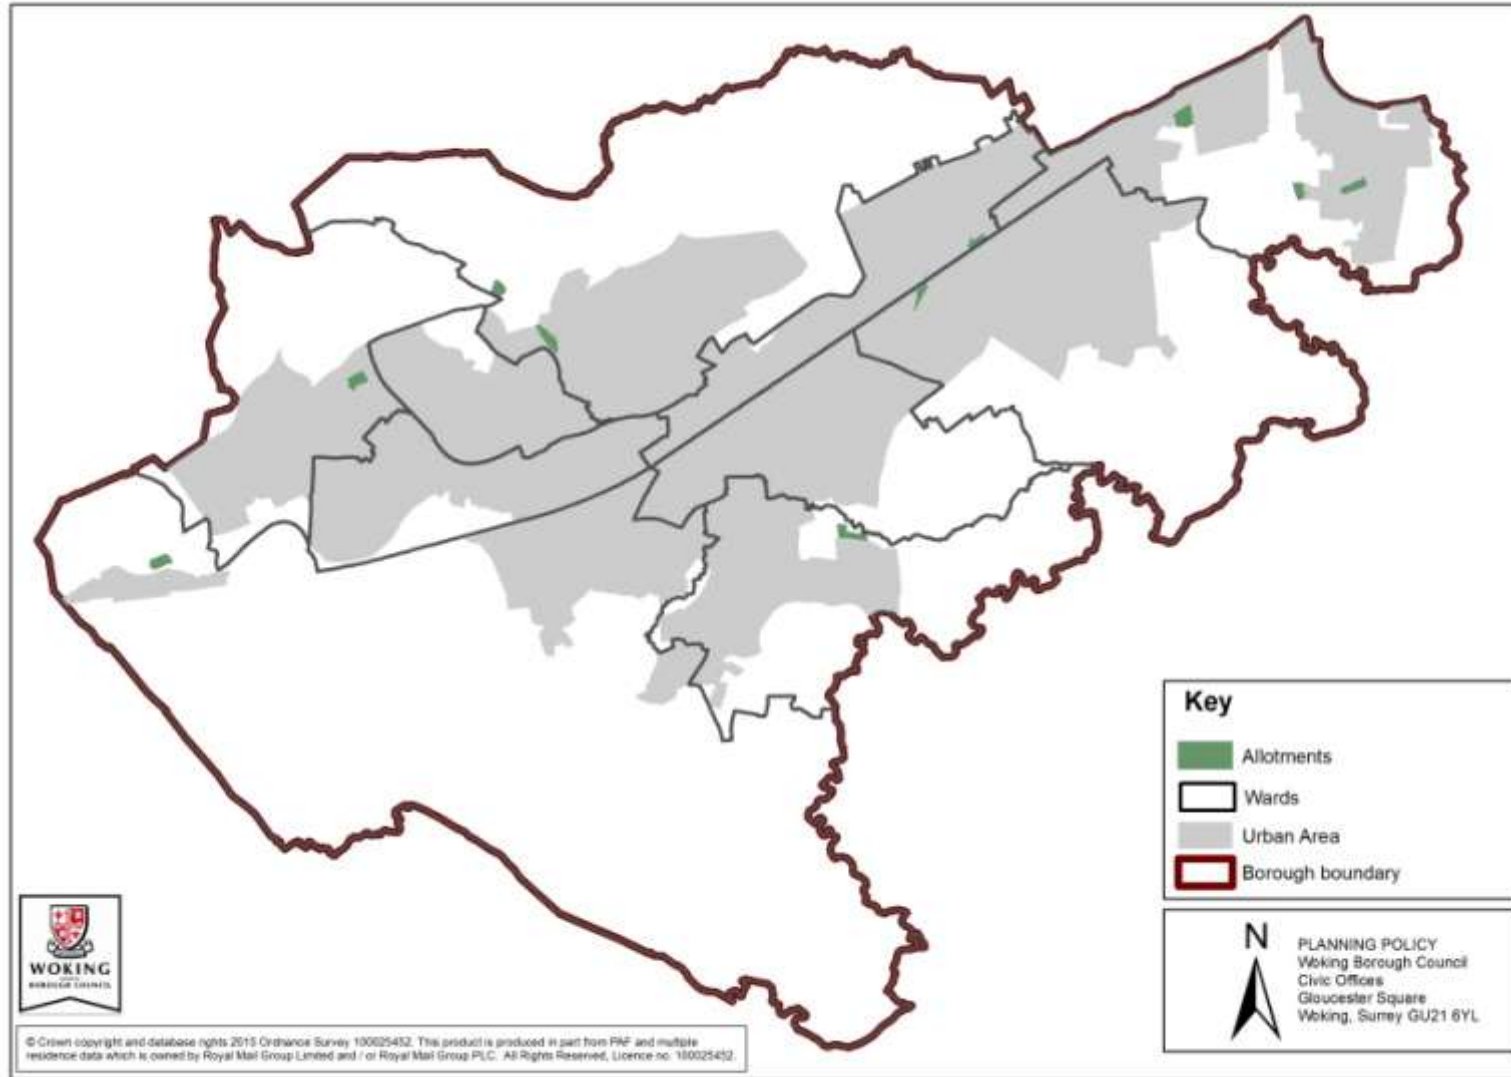 Key
Allotments
Wards
Urban Area
Borough boundary
N
PLANNING POLICY
Woking Borough Council
Civic Offices
Gloucester Square
Woking, Surrey GU21 6YL
WOKING
BOROUGH COUNCIL
© Crown copyright and database rights 2015 Ordnance Survey 100025452. This product is produced in part from PAF and multiple
residence data which is owned by Royal Mail Group Limited and / or Royal Mail Group PLC. All Rights Reserved, Licence no. 100025452.